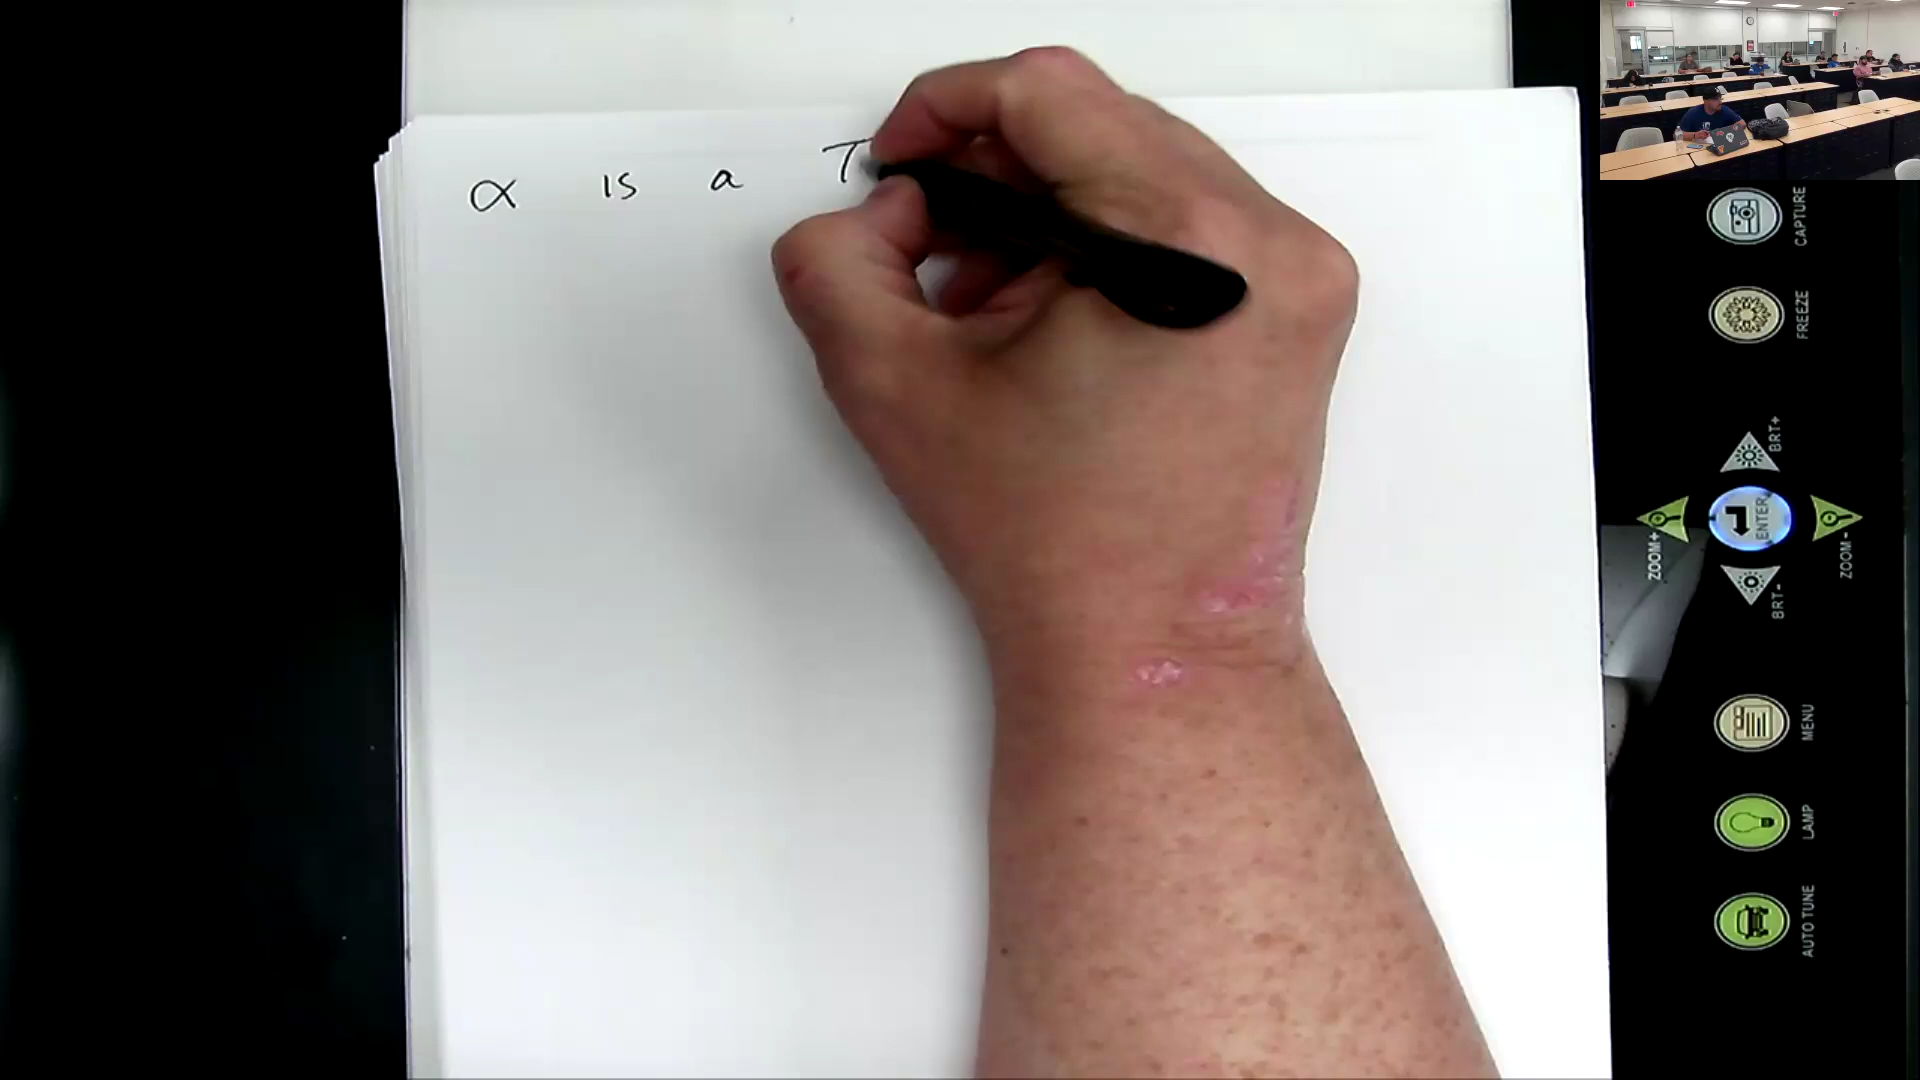 α is a T
CAPTURE
FREEZE
BRT+
ZOOM+
ENTER
ZOOM-
BRT-
MENU
LAMP
AUTO TUNE